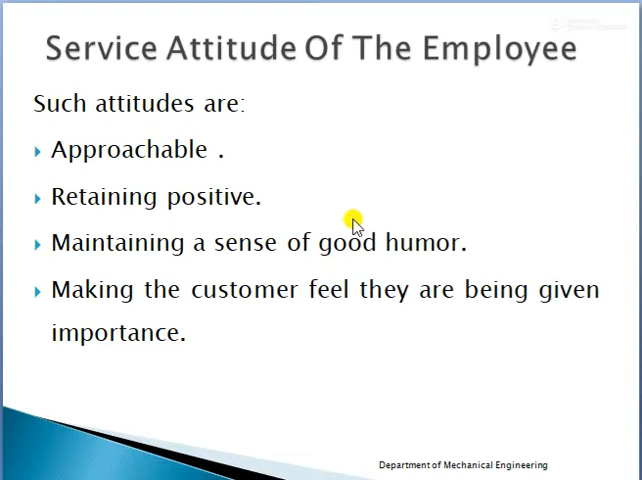 Service Attitude Of The Employee
Such attitudes are:
Approachable .
Retaining positive.
Maintaining a sense of good humor.
Making the customer feel they are being given
importance.
Department of Mechanical Engineering